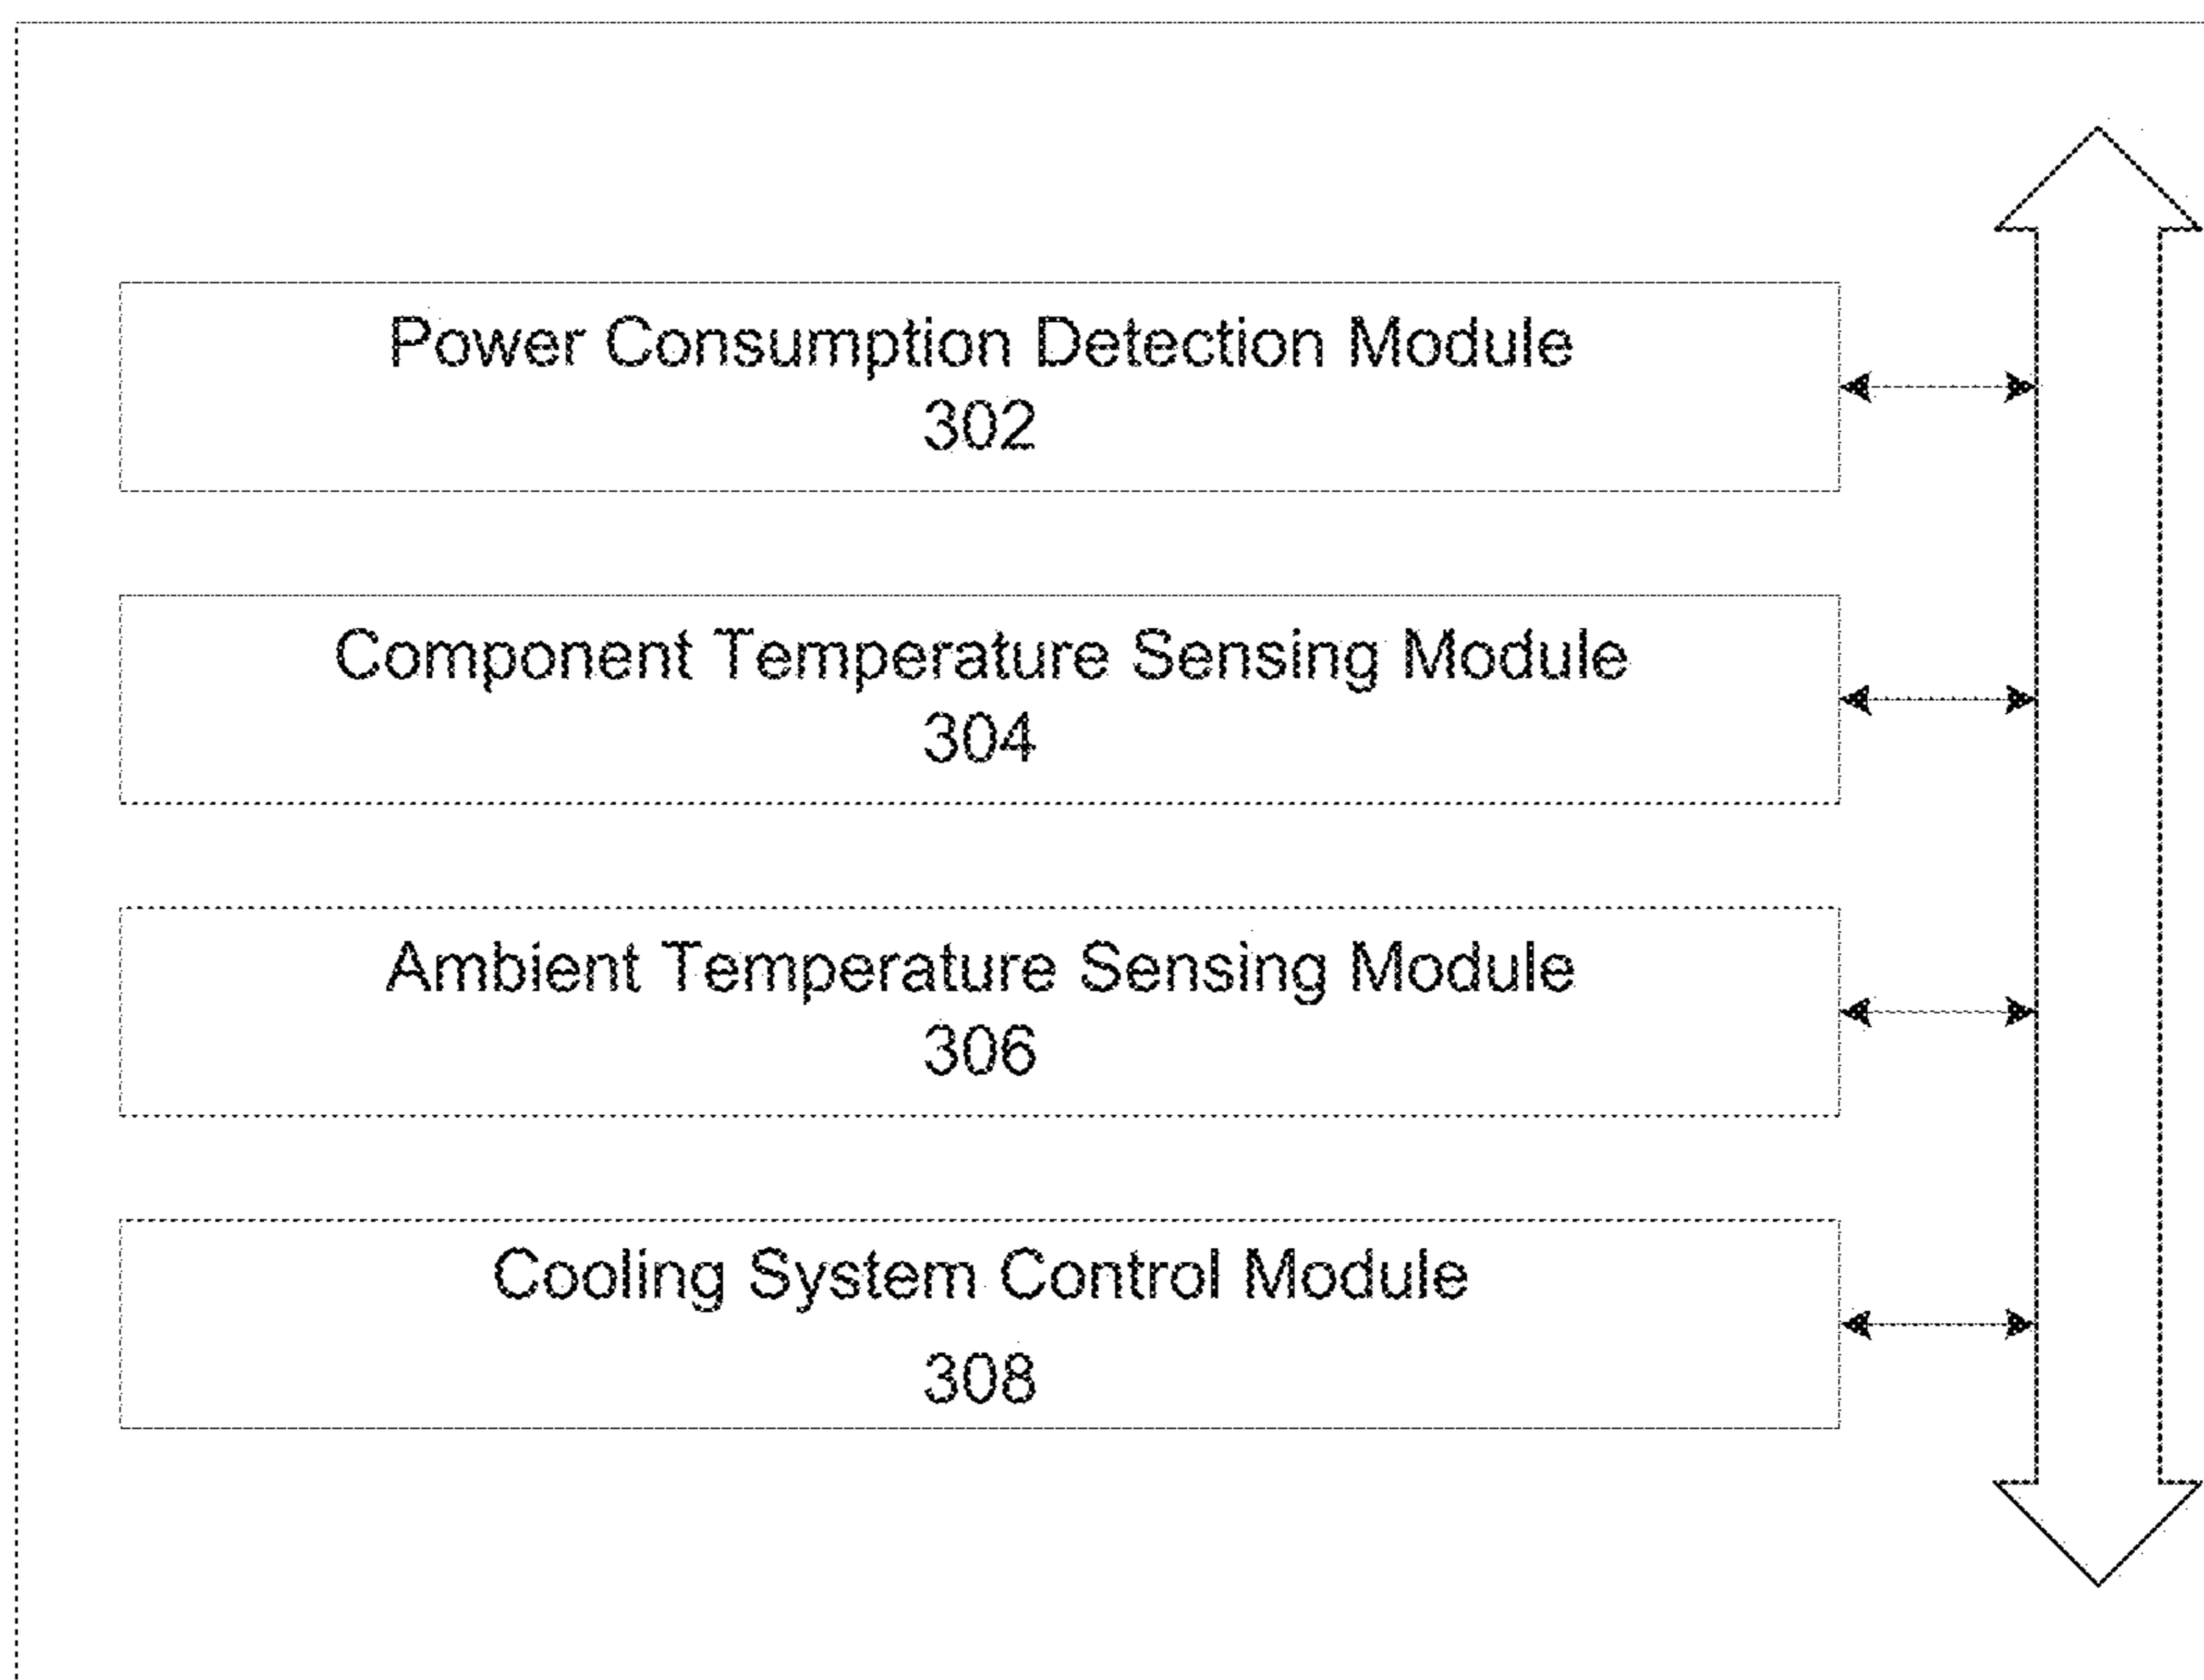 Power Consumption Detection Module
302
Component Temperature Sensing Module
304
Ambient Temperature Sensing Module
306
Cooling System Control Module
308